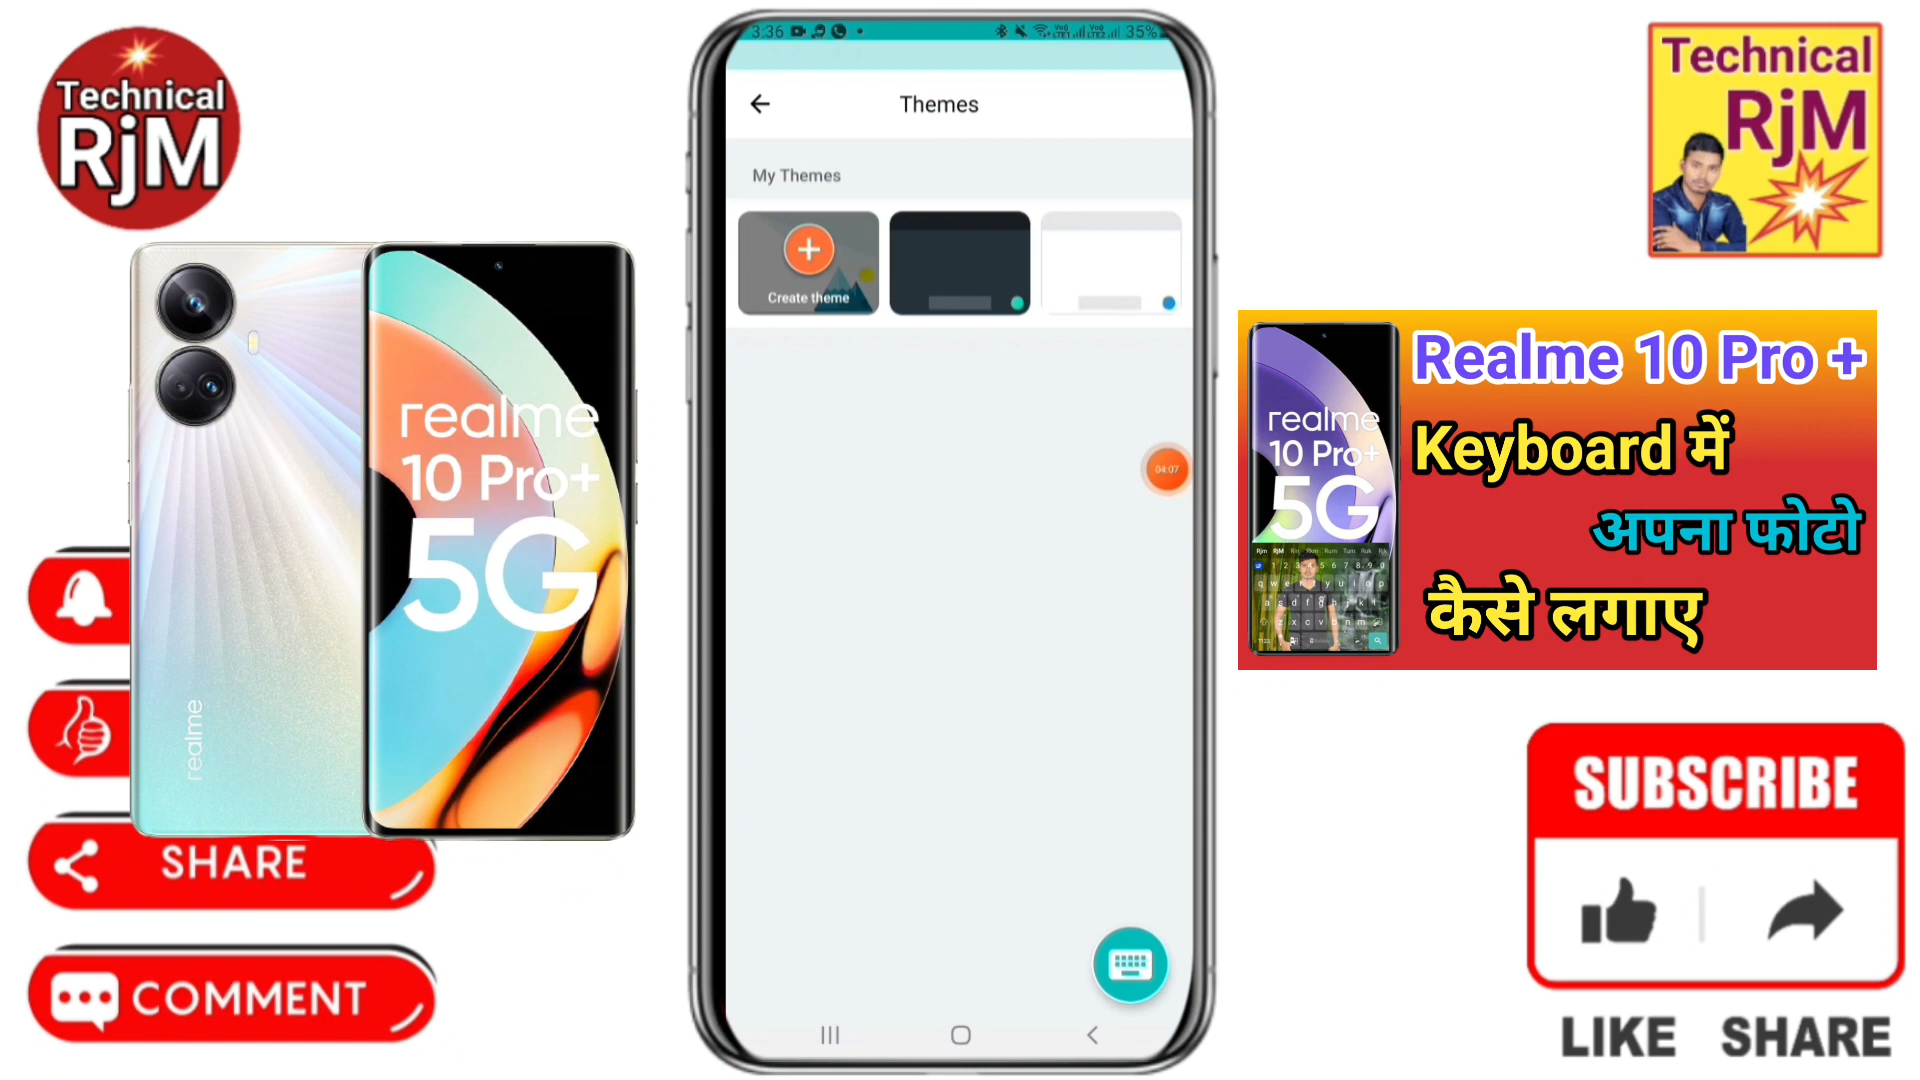 Technical
RjM
realme
realme
10 Pro+
5G
SHARE
COMMENT
3:36
35%
Themes
My Themes
Create theme
04:07
Technical
RjM
Realme 10 Pro +
Keyboard में
अपना फोटो
कैसे लगाए
realme
10 Pro+
5G
SUBSCRIBE
LIKE SHARE